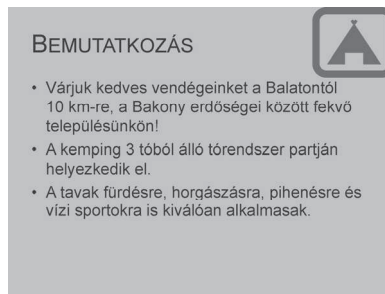 BEMUTATKOZÁS
• Várjuk kedves vendégeinket a Balatontól
10 km-re, a Bakony erdőségei között fekvő
településünkön!
• A kemping 3 tóból álló tórendszer partján
helyezkedik el.
• A tavak fürdésre, horgászásra, pihenésre és
vízi sportokra is kiválóan alkalmasak.